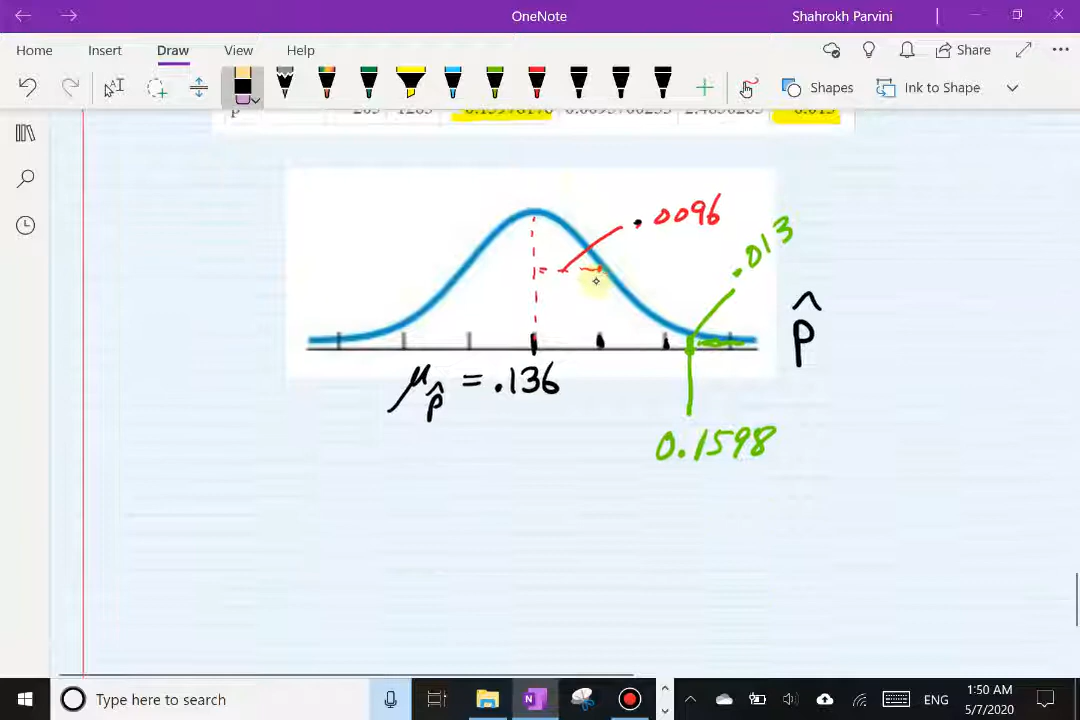 OneNote
Shahrokh Parvini
Home Insert Draw View Help
Share
Shapes
Ink to Shape
.0096
.013
p̂
μp̂ = .136
0.1598
Type here to search
ENG
1:50 AM
5/7/2020